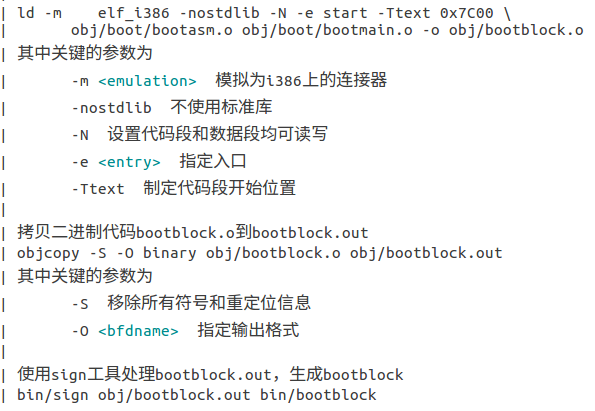 | ld -m    elf_i386 -nostdlib -N -e start -Ttext 0x7C00 \
|       obj/boot/bootasm.o obj/boot/bootmain.o -o obj/bootblock.o
| 其中关键的参数为
|       -m <emulation>  模拟为i386上的连接器
|       -nostdlib  不使用标准库
|       -N  设置代码段和数据段均可读写
|       -e <entry>  指定入口
|       -Ttext  制定代码段开始位置
|
| 拷贝二进制代码bootblock.o到bootblock.out
| objcopy -S -O binary obj/bootblock.o obj/bootblock.out
| 其中关键的参数为
|       -S  移除所有符号和重定位信息
|       -O <bfdname>  指定输出格式
|
| 使用sign工具处理bootblock.out，生成bootblock
| bin/sign obj/bootblock.out bin/bootblock